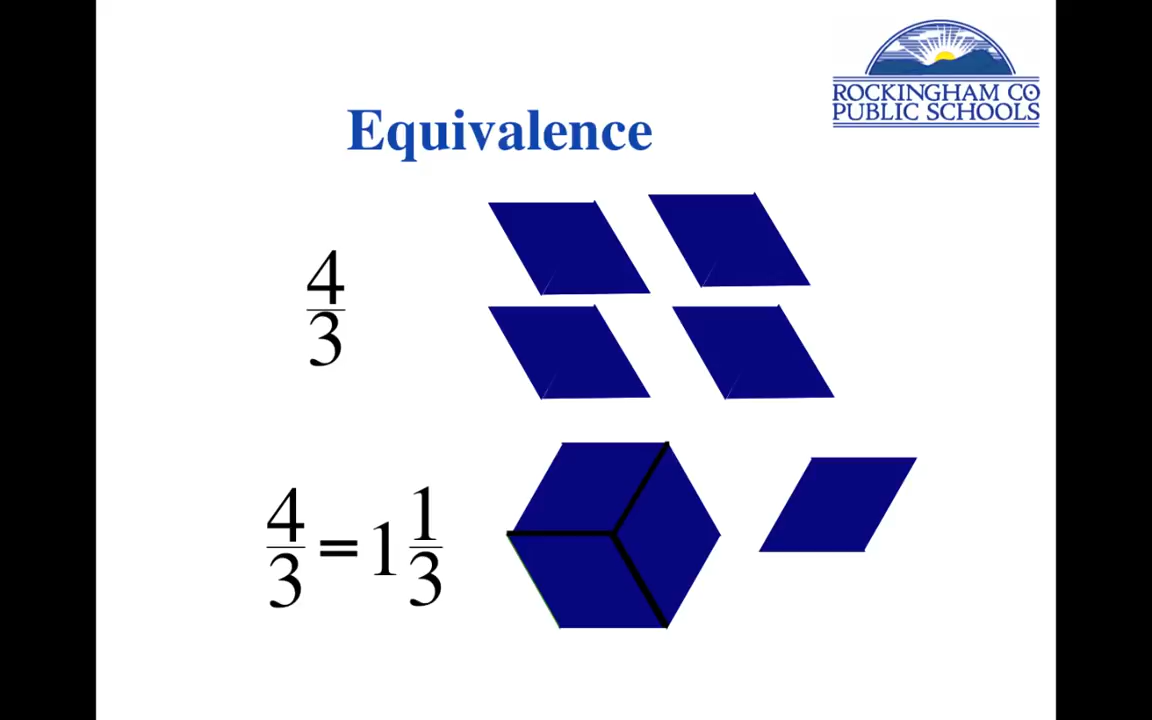 ROCKINGHAM CO
PUBLIC SCHOOLS
Equivalence
4
3
4/3 = 1 1/3